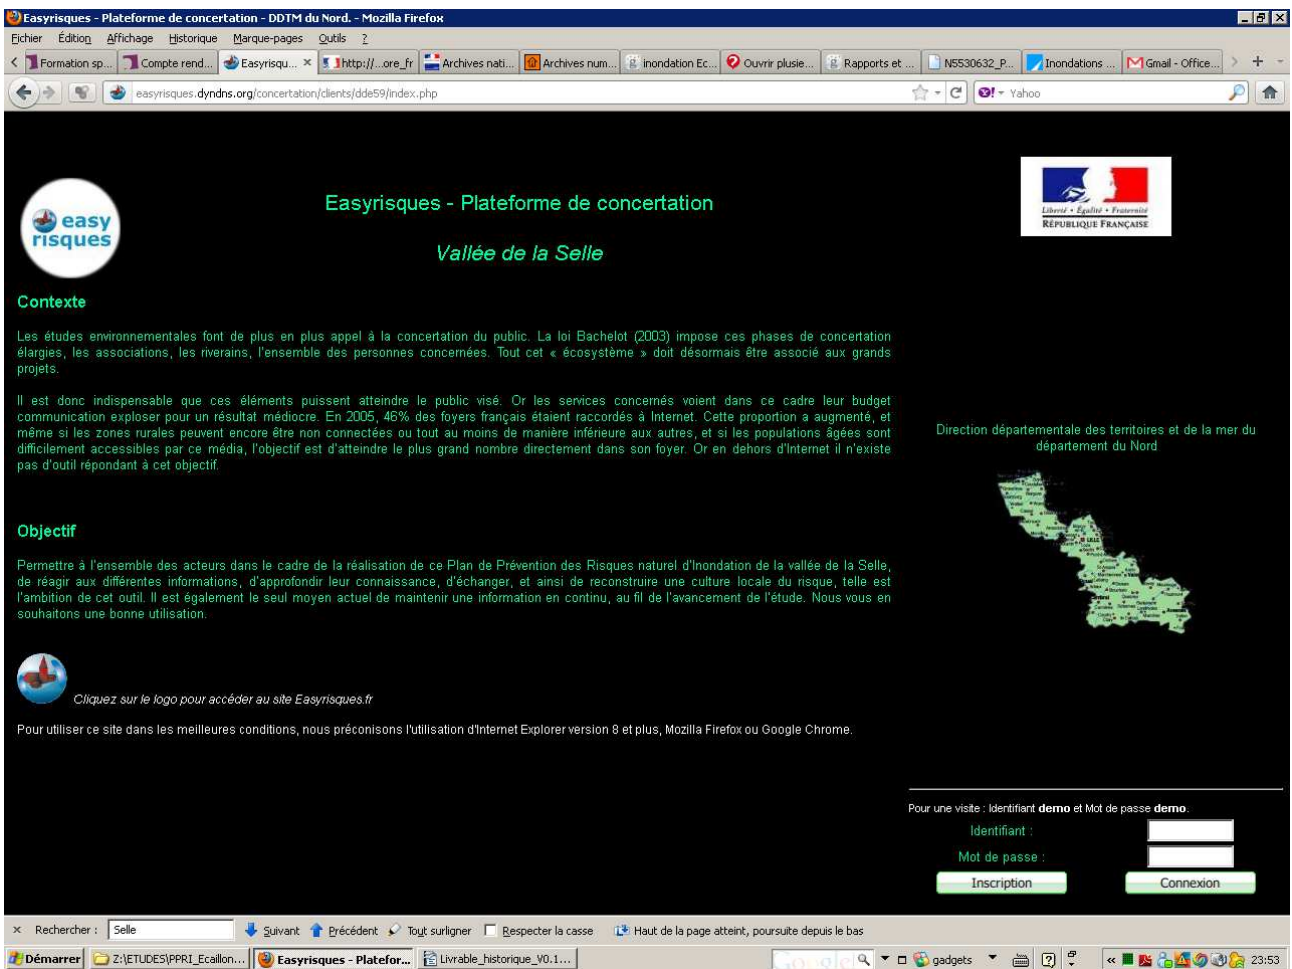 Easyrisques - Plateforme de concertation - DDTM du Nord. - Mozilla Firefox
Fichier Édition Affichage Historique Marque-pages Outils ?
Formation sp... Compte rend... Easyrisqu... × http://...ore_fr Archives nati... Archives num... inondation Ec... Ouvrir plusie... Rapports et ... N5530632_P... Inondations ... Gmail - Office...
easyrisques.dyndns.org/concertation/clients/dde59/index.php Yahoo
easy
risques
Easyrisques - Plateforme de concertation
Vallée de la Selle
Liberté • Égalité • Fraternité
RÉPUBLIQUE FRANÇAISE
Contexte
Les études environnementales font de plus en plus appel à la concertation du public. La loi Bachelot (2003) impose ces phases de concertation
élargies, les associations, les riverains, l'ensemble des personnes concernées. Tout cet « écosystème » doit désormais être associé aux grands
projets.
Il est donc indispensable que ces éléments puissent atteindre le public visé. Or les services concernés voient dans ce cadre leur budget
communication exploser pour un résultat médiocre. En 2005, 46% des foyers français étaient raccordés à Internet. Cette proportion a augmenté, et
même si les zones rurales peuvent encore être non connectées ou tout au moins de manière inférieure aux autres, et si les populations âgées sont
difficilement accessibles par ce média, l'objectif est d'atteindre le plus grand nombre directement dans son foyer. Or en dehors d'Internet il n'existe
pas d'outil répondant à cet objectif.
Direction départementale des territoires et de la mer du
département du Nord
LILLE
Objectif
Permettre à l'ensemble des acteurs dans le cadre de la réalisation de ce Plan de Prévention des Risques naturel d'Inondation de la vallée de la Selle,
de réagir aux différentes informations, d'approfondir leur connaissance, d'échanger, et ainsi de reconstruire une culture locale du risque, telle est
l'ambition de cet outil. Il est également le seul moyen actuel de maintenir une information en continu, au fil de l'avancement de l'étude. Nous vous en
souhaitons une bonne utilisation.
Cliquez sur le logo pour accéder au site Easyrisques.fr
Pour utiliser ce site dans les meilleures conditions, nous préconisons l'utilisation d'Internet Explorer version 8 et plus, Mozilla Firefox ou Google Chrome.
Pour une visite : Identifiant demo et Mot de passe demo.
Identifiant :
Mot de passe :
Inscription Connexion
× Rechercher : Selle Suivant Précédent Tout surligner Respecter la casse Haut de la page atteint, poursuite depuis le bas
Démarrer Z:\ETUDES\PPRI_Ecaillon... Easyrisques - Platefor... Livrable_historique_V0.1... Google gadgets « 23:53